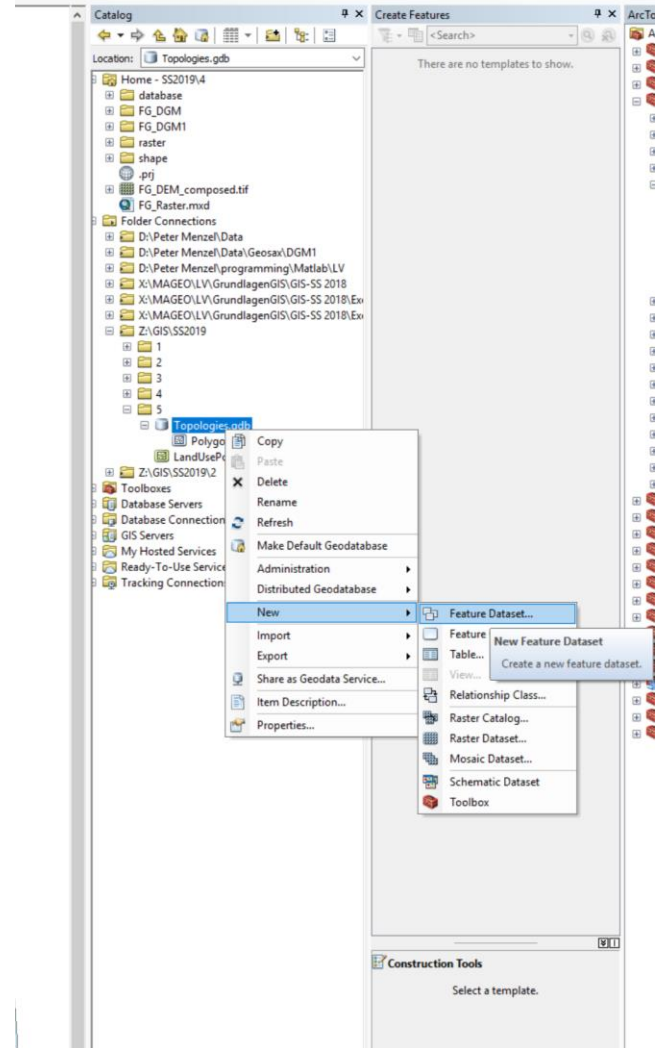 Catalog
Location: Topologies.gdb
Home - SS2019\4
database
FG_DGM
FG_DGM1
raster
shape
.prj
FG_DEM_composed.tif
FG_Raster.mxd
Folder Connections
D:\Peter Menzel\Data
D:\Peter Menzel\Data\Geosax\DGM1
D:\Peter Menzel\programming\Matlab\LV
X:\MAGEO\LV\GrundlagenGIS\GIS-SS 2018
X:\MAGEO\LV\GrundlagenGIS\GIS-SS 2018\Exe
X:\MAGEO\LV\GrundlagenGIS\GIS-SS 2018\Exe
Z:\GIS\SS2019
1
2
3
4
5
Topologies.gdb
Polygo
LandUsePo
Z:\GIS\SS2019\2
Toolboxes
Database Servers
Database Connection
GIS Servers
My Hosted Services
Ready-To-Use Service
Tracking Connection
Copy
Paste
Delete
Rename
Refresh
Make Default Geodatabase
Administration
Distributed Geodatabase
New
Import
Export
Share as Geodata Service...
Item Description...
Properties...
Feature Dataset...
Feature
Table...
View...
Relationship Class...
Raster Catalog...
Raster Dataset...
Mosaic Dataset...
Schematic Dataset
Toolbox
New Feature Dataset
Create a new feature dataset.
Create Features
<Search>
There are no templates to show.
Construction Tools
Select a template.
ArcTo
A